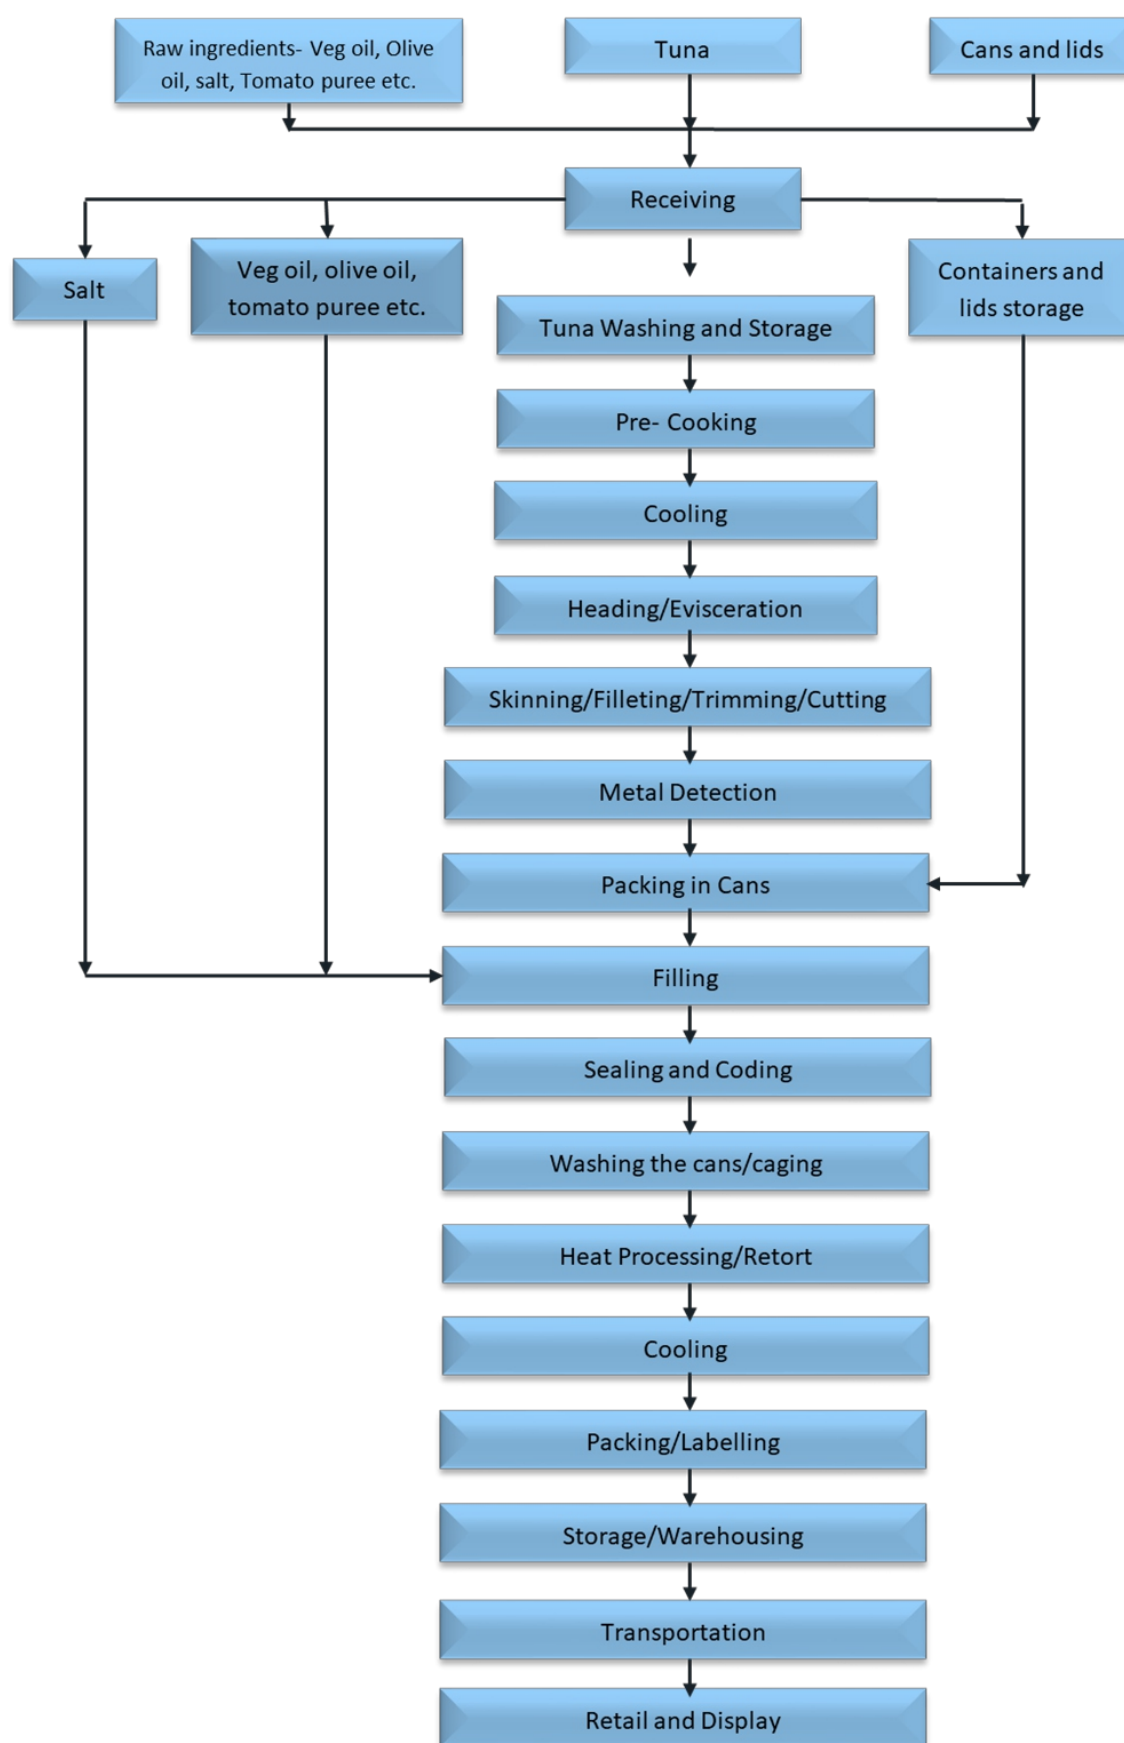 Raw ingredients- Veg oil, Olive
oil, salt, Tomato puree etc.
Tuna
Cans and lids
Receiving
Salt
Veg oil, olive oil,
tomato puree etc.
Containers and
lids storage
Tuna Washing and Storage
Pre- Cooking
Cooling
Heading/Evisceration
Skinning/Filleting/Trimming/Cutting
Metal Detection
Packing in Cans
Filling
Sealing and Coding
Washing the cans/caging
Heat Processing/Retort
Cooling
Packing/Labelling
Storage/Warehousing
Transportation
Retail and Display